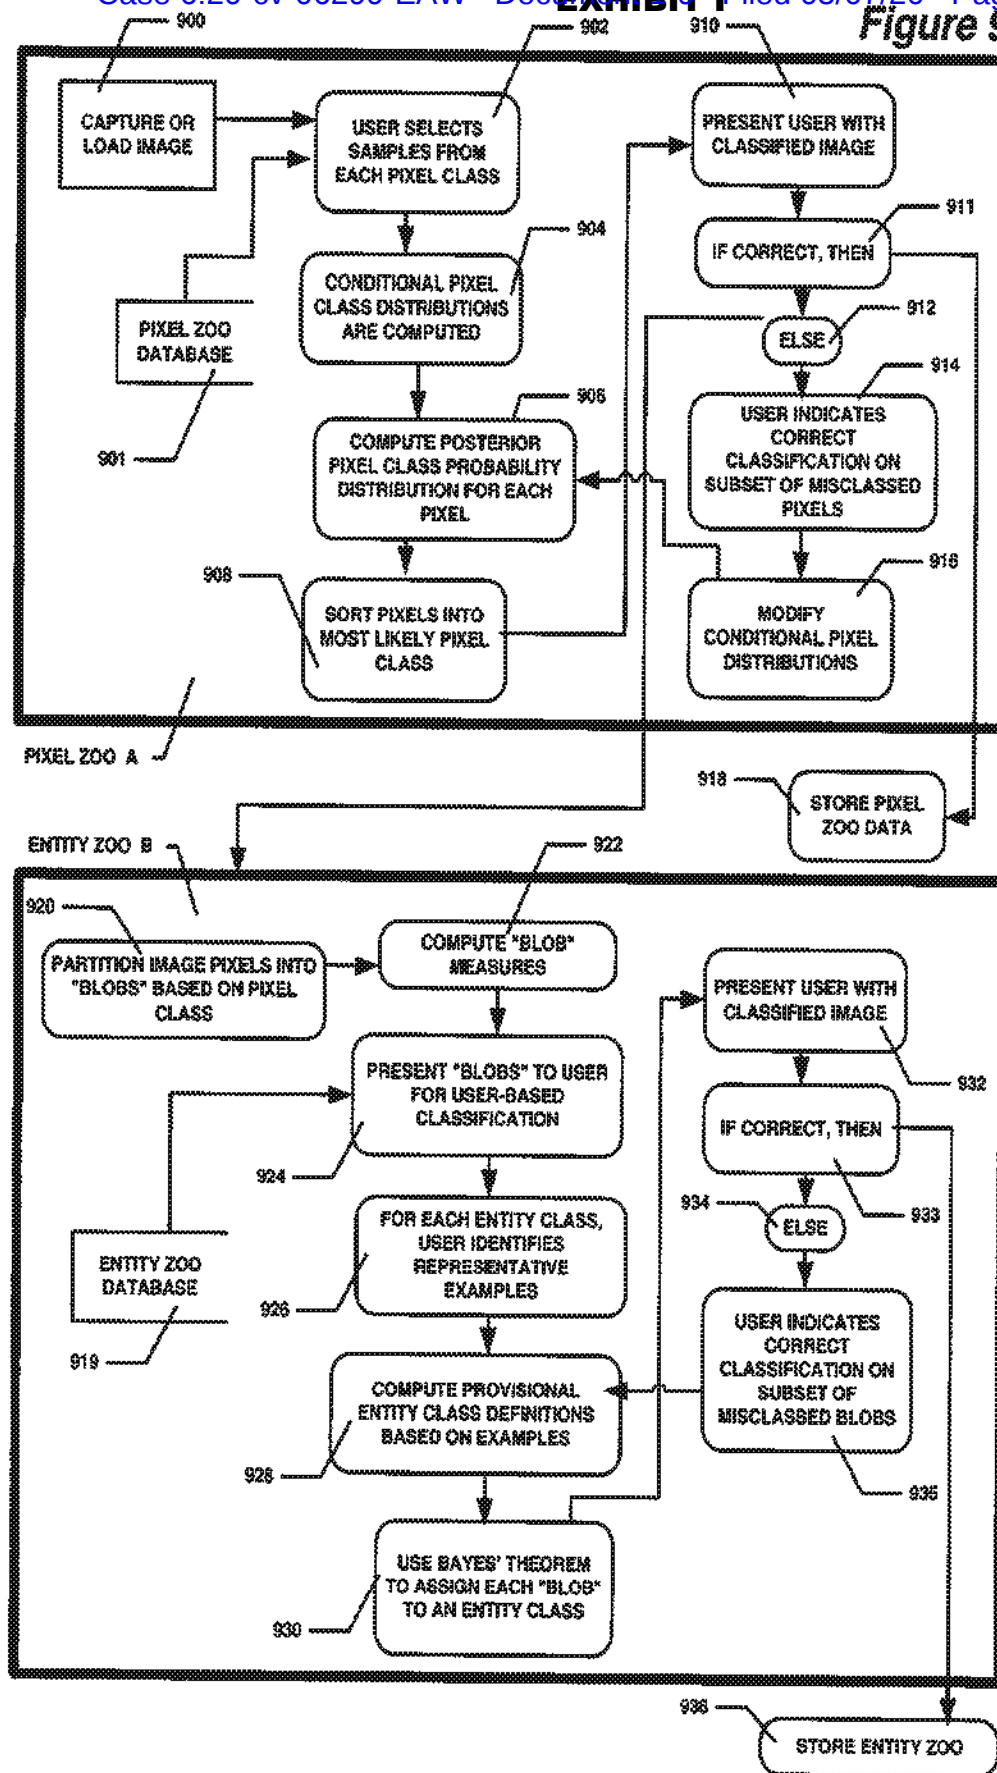 EXHIBIT 1
Figure 9
900
902
910
CAPTURE OR
LOAD IMAGE
USER SELECTS
SAMPLES FROM
EACH PIXEL CLASS
PRESENT USER WITH
CLASSIFIED IMAGE
911
904
IF CORRECT, THEN
CONDITIONAL PIXEL
CLASS DISTRIBUTIONS
ARE COMPUTED
912
PIXEL ZOO
DATABASE
ELSE
914
906
USER INDICATES
CORRECT
CLASSIFICATION ON
SUBSET OF MISCLASSED
PIXELS
901
COMPUTE POSTERIOR
PIXEL CLASS PROBABILITY
DISTRIBUTION FOR EACH
PIXEL
908
916
SORT PIXELS INTO
MOST LIKELY PIXEL
CLASS
MODIFY
CONDITIONAL PIXEL
DISTRIBUTIONS
PIXEL ZOO A
918
STORE PIXEL
ZOO DATA
ENTITY ZOO B
922
920
PARTITION IMAGE PIXELS INTO
"BLOBS" BASED ON PIXEL
CLASS
COMPUTE "BLOB"
MEASURES
PRESENT USER WITH
CLASSIFIED IMAGE
PRESENT "BLOBS" TO USER
FOR USER-BASED
CLASSIFICATION
932
IF CORRECT, THEN
924
934
933
FOR EACH ENTITY CLASS,
USER IDENTIFIES
REPRESENTATIVE
EXAMPLES
ELSE
ENTITY ZOO
DATABASE
926
919
USER INDICATES
CORRECT
CLASSIFICATION ON
SUBSET OF
MISCLASSED BLOBS
COMPUTE PROVISIONAL
ENTITY CLASS DEFINITIONS
BASED ON EXAMPLES
928
935
USE BAYES' THEOREM
TO ASSIGN EACH "BLOB"
TO AN ENTITY CLASS
930
936
STORE ENTITY ZOO